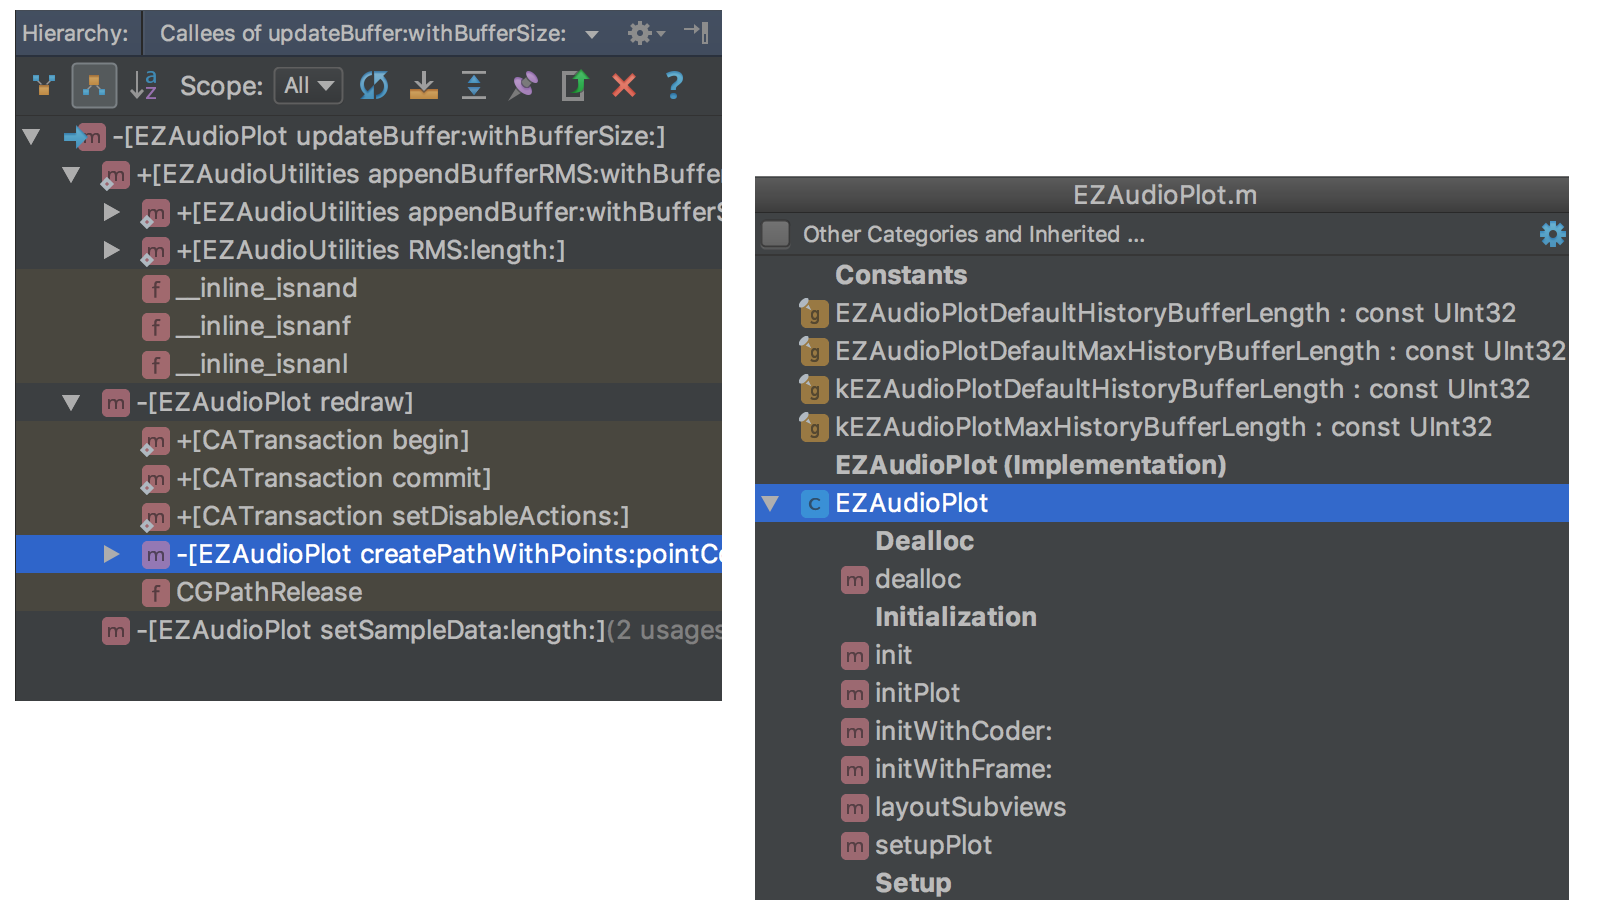 Hierarchy: Callees of updateBuffer:withBufferSize:
a
z
Scope: All ?
m -[EZAudioPlot updateBuffer:withBufferSize:]
m +[EZAudioUtilities appendBufferRMS:withBuffe
m +[EZAudioUtilities appendBuffer:withBufferS
m +[EZAudioUtilities RMS:length:]
f __inline_isnand
f __inline_isnanf
f __inline_isnanl
m -[EZAudioPlot redraw]
m +[CATransaction begin]
m +[CATransaction commit]
m +[CATransaction setDisableActions:]
m -[EZAudioPlot createPathWithPoints:pointCo
f CGPathRelease
m -[EZAudioPlot setSampleData:length:](2 usages
EZAudioPlot.m
Other Categories and Inherited ...
Constants
g EZAudioPlotDefaultHistoryBufferLength : const UInt32
g EZAudioPlotDefaultMaxHistoryBufferLength : const UInt32
g kEZAudioPlotDefaultHistoryBufferLength : const UInt32
g kEZAudioPlotMaxHistoryBufferLength : const UInt32
EZAudioPlot (Implementation)
C EZAudioPlot
Dealloc
m dealloc
Initialization
m init
m initPlot
m initWithCoder:
m initWithFrame:
m layoutSubviews
m setupPlot
Setup